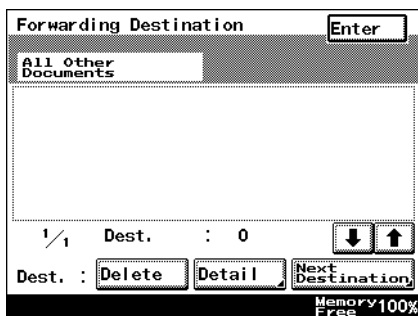 Forwarding Destination
Enter
All Other
Documents
1/1 Dest. : 0
Dest. : Delete Detail Next
Destination
Memory 100%
Free